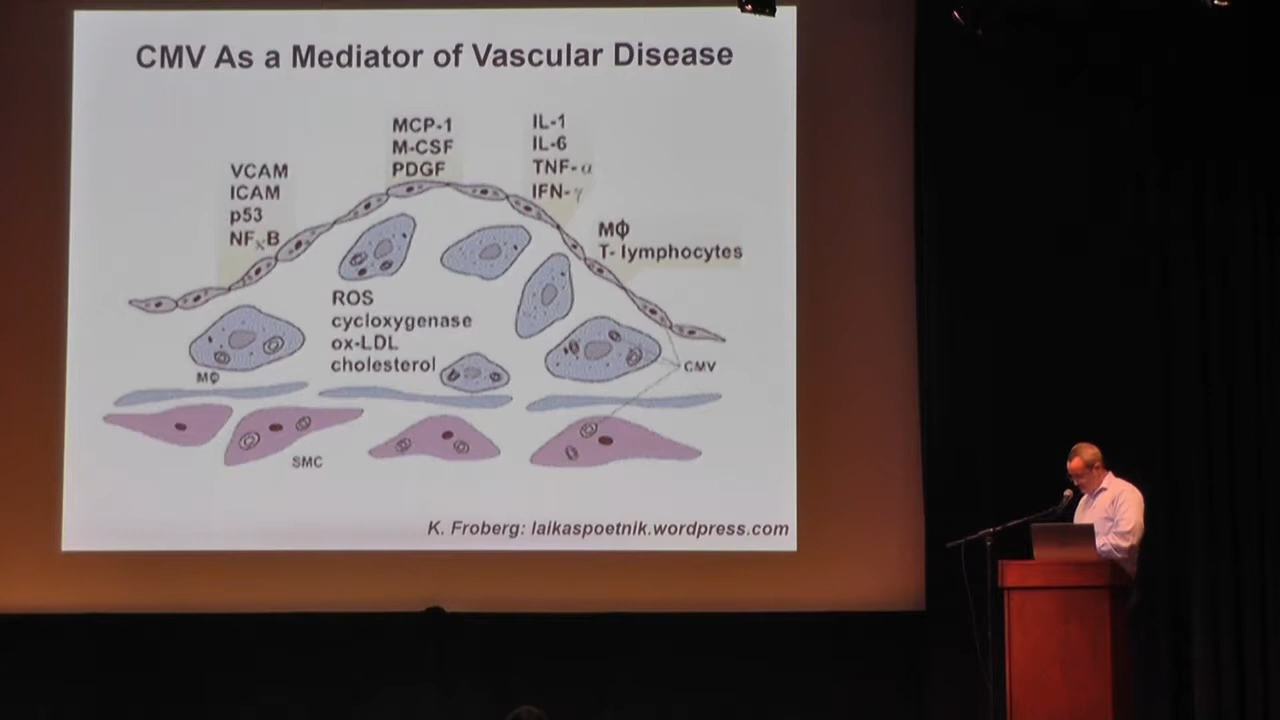 CMV As a Mediator of Vascular Disease
VCAM
ICAM
p53
NFκB
MCP-1
M-CSF
PDGF
IL-1
IL-6
TNF-α
IFN-γ
MΦ
T- lymphocytes
ROS
cycloxygenase
ox-LDL
cholesterol
MΦ
CMV
SMC
K. Froberg: laikaspoetnik.wordpress.com